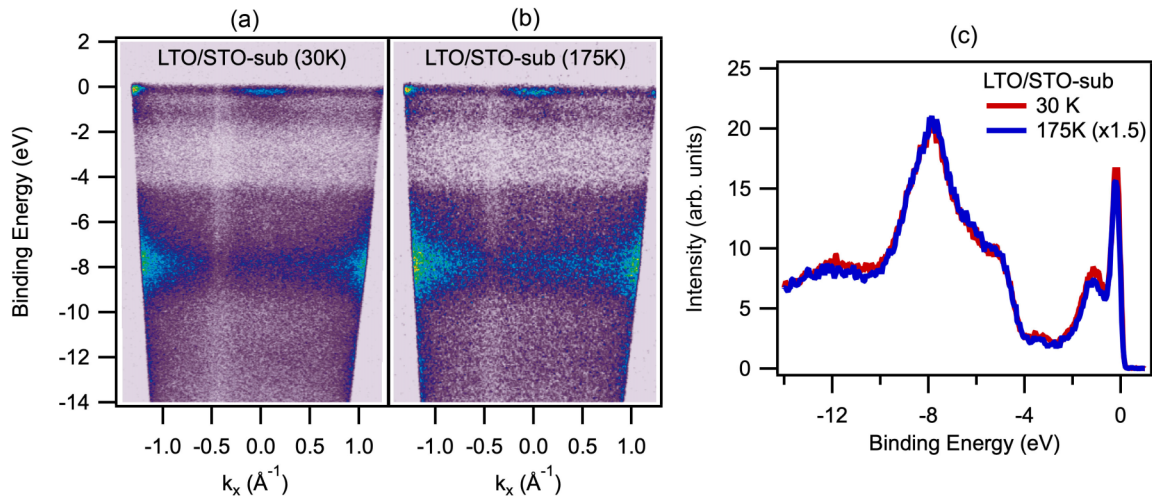 (a)
LTO/STO-sub (30K)
2
0
-2
-4
-6
-8
-10
-12
-14
Binding Energy (eV)
-1.0 -0.5 0.0 0.5 1.0
kx (Å-1)
(b)
LTO/STO-sub (175K)
-1.0 -0.5 0.0 0.5 1.0
kx (Å-1)
(c)
25
20
15
10
5
0
Intensity (arb. units)
LTO/STO-sub
30 K
175K (x1.5)
-12 -8 -4 0
Binding Energy (eV)